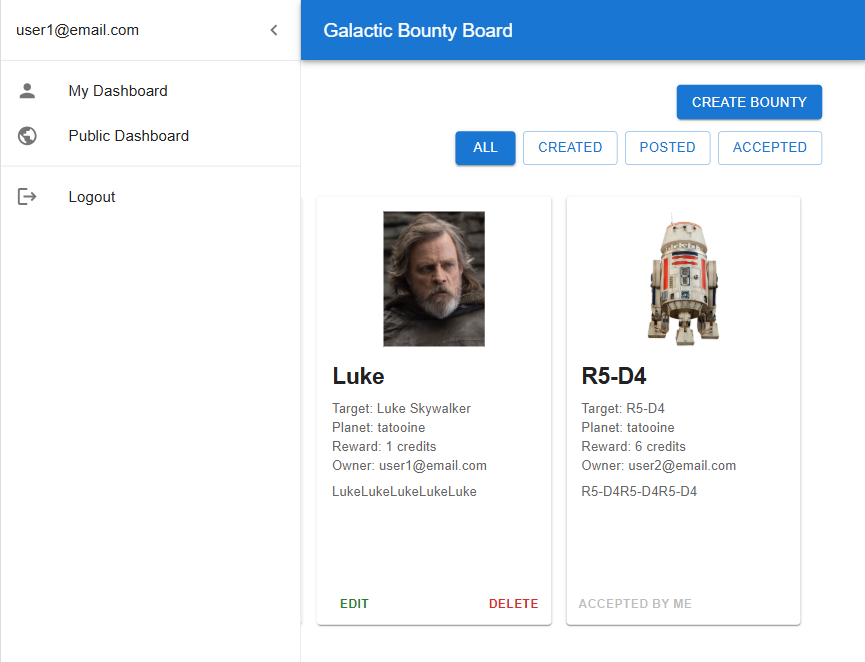 user1@email.com
Galactic Bounty Board
My Dashboard
Public Dashboard
Logout
CREATE BOUNTY
ALL
CREATED
POSTED
ACCEPTED
Luke
Target: Luke Skywalker
Planet: tatooine
Reward: 1 credits
Owner: user1@email.com
LukeLukeLukeLukeLuke
EDIT
DELETE
R5-D4
Target: R5-D4
Planet: tatooine
Reward: 6 credits
Owner: user2@email.com
R5-D4R5-D4R5-D4
ACCEPTED BY ME